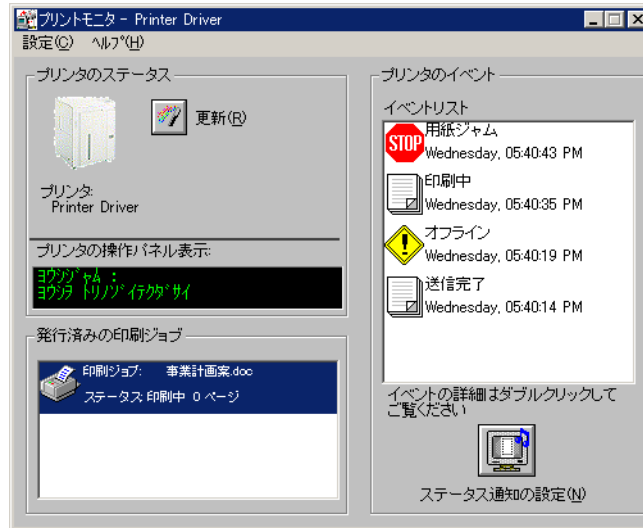 プリントモニタ - Printer Driver
設定(C) ヘルプ(H)
プリンタのステータス
更新(R)
プリンタ:
Printer Driver
プリンタの操作パネル表示:
ヨウシジャム :
ヨウシヲ トリノゾイテクダサイ
発行済みの印刷ジョブ
印刷ジョブ: 事業計画案.doc
ステータス 印刷中 0 ページ
プリンタのイベント
イベントリスト
STOP
用紙ジャム
Wednesday, 05:40:43 PM
印刷中
Wednesday, 05:40:35 PM
オフライン
Wednesday, 05:40:19 PM
送信完了
Wednesday, 05:40:14 PM
イベントの詳細はダブルクリックして
ご覧ください
ステータス通知の設定(N)